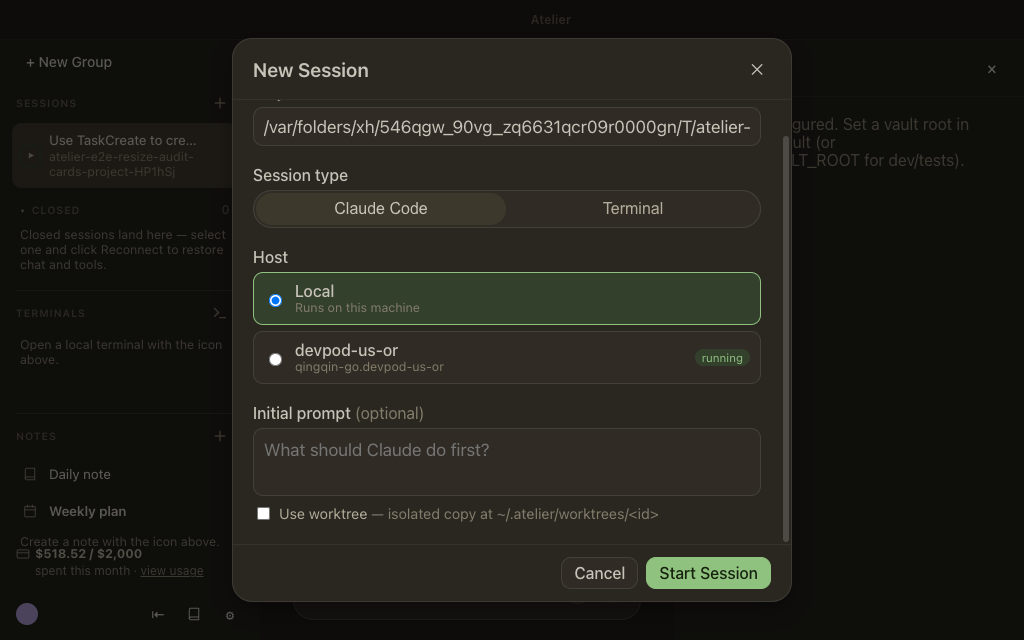 Atelier
+ New Group
SESSIONS
Use TaskCreate to cre...
atelier-e2e-resize-audit-
cards-project-HP1hSj
CLOSED 0
Closed sessions land here — select
one and click Reconnect to restore
chat and tools.
TERMINALS
Open a local terminal with the icon
above.
NOTES
Daily note
Weekly plan
Create a note with the icon above.
$518.52 / $2,000
spent this month · view usage
New Session
/var/folders/xh/546qgw_90vg_zq6631qcr09r0000gn/T/atelier-
Session type
Claude Code
Terminal
Host
Local
Runs on this machine
devpod-us-or
qingqin-go.devpod-us-or
running
Initial prompt (optional)
What should Claude do first?
Use worktree — isolated copy at ~/.atelier/worktrees/<id>
Cancel
Start Session
gured. Set a vault root in
ult (or
LT_ROOT for dev/tests).